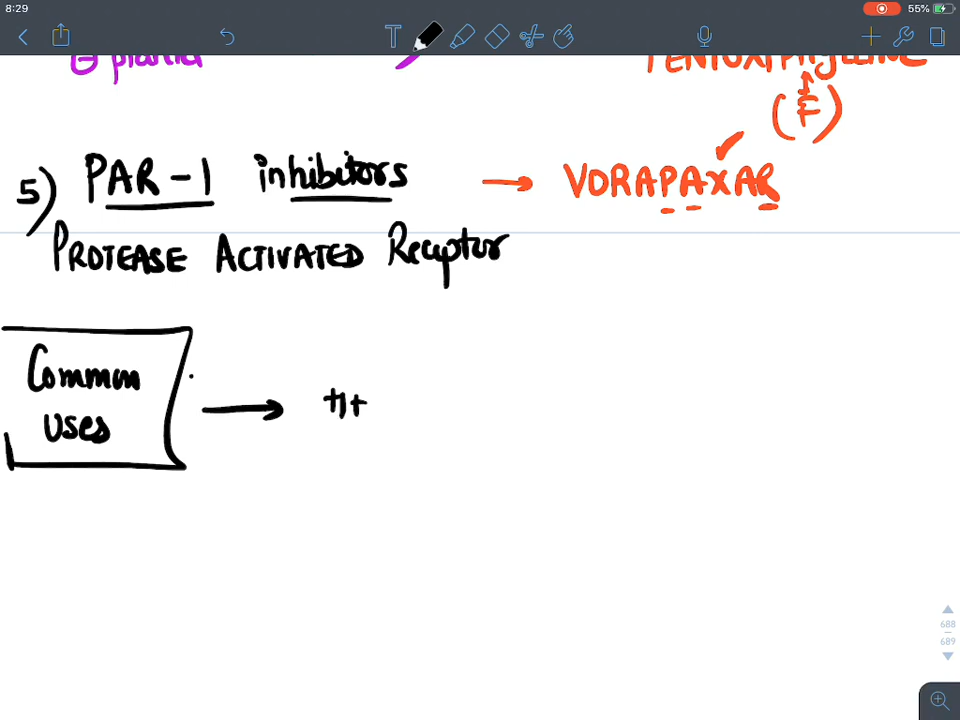 8:29
55%
T
PENTOXIPHYLLINE
(F)
5) PAR-1 inhibitors → VORAPAXAR
PROTEASE ACTIVATED Receptor
Common
uses →
688
689